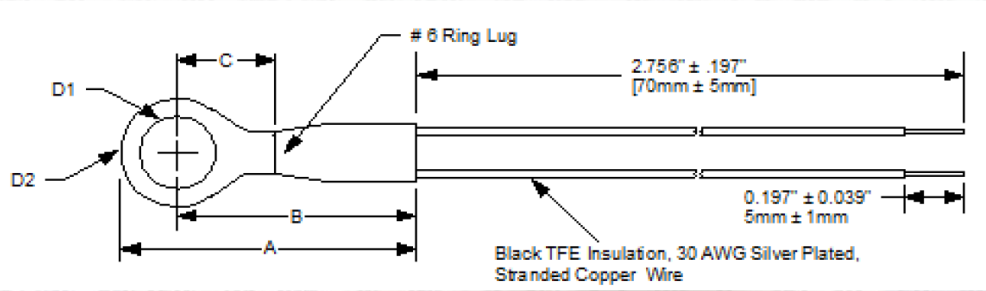 # 6 Ring Lug
C
2.756" ± .197"
[70mm ± 5mm]
D1
D2
0.197" ± 0.039"
5mm ± 1mm
B
A
Black TFE Insulation, 30 AWG Silver Plated,
Stranded Copper Wire